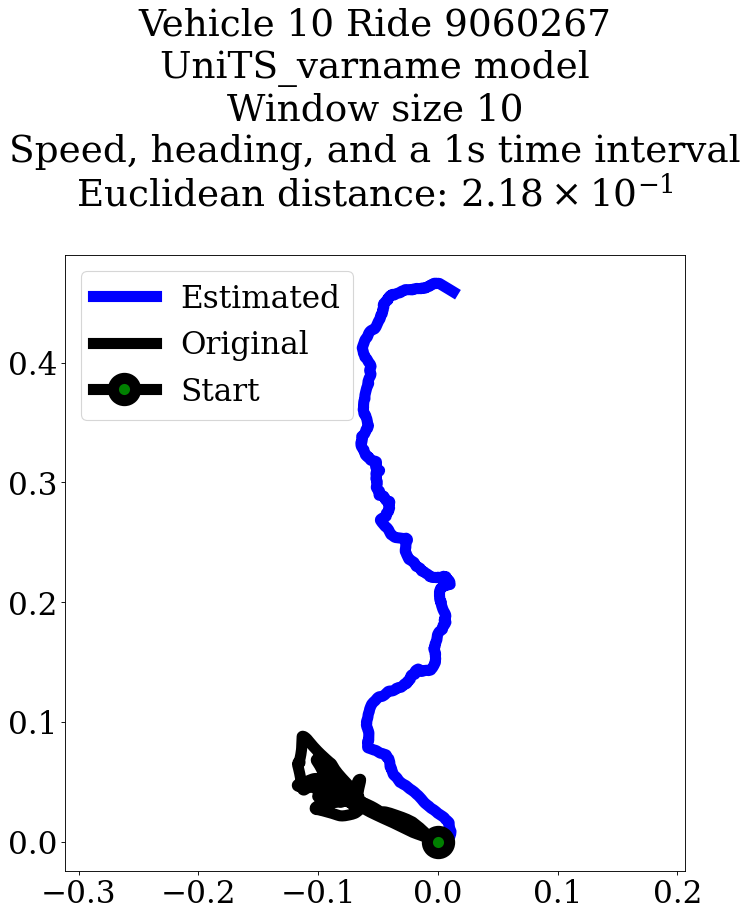 Vehicle 10 Ride 9060267
UniTS_varname model
Window size 10
Speed, heading, and a 1s time interval
Euclidean distance: 2.18 × 10⁻¹
Estimated
Original
Start
0.4
0.3
0.2
0.1
0.0
−0.3 −0.2 −0.1 0.0 0.1 0.2